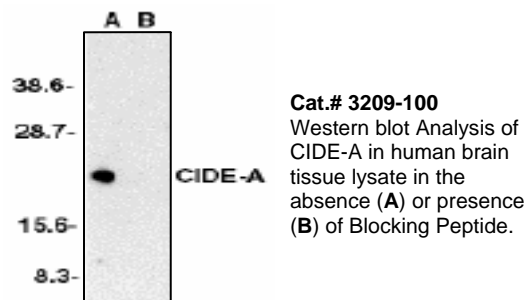 A B
38.6-
28.7-
CIDE-A
15.6-
8.3-
Cat.# 3209-100
Western blot Analysis of
CIDE-A in human brain
tissue lysate in the
absence (A) or presence
(B) of Blocking Peptide.